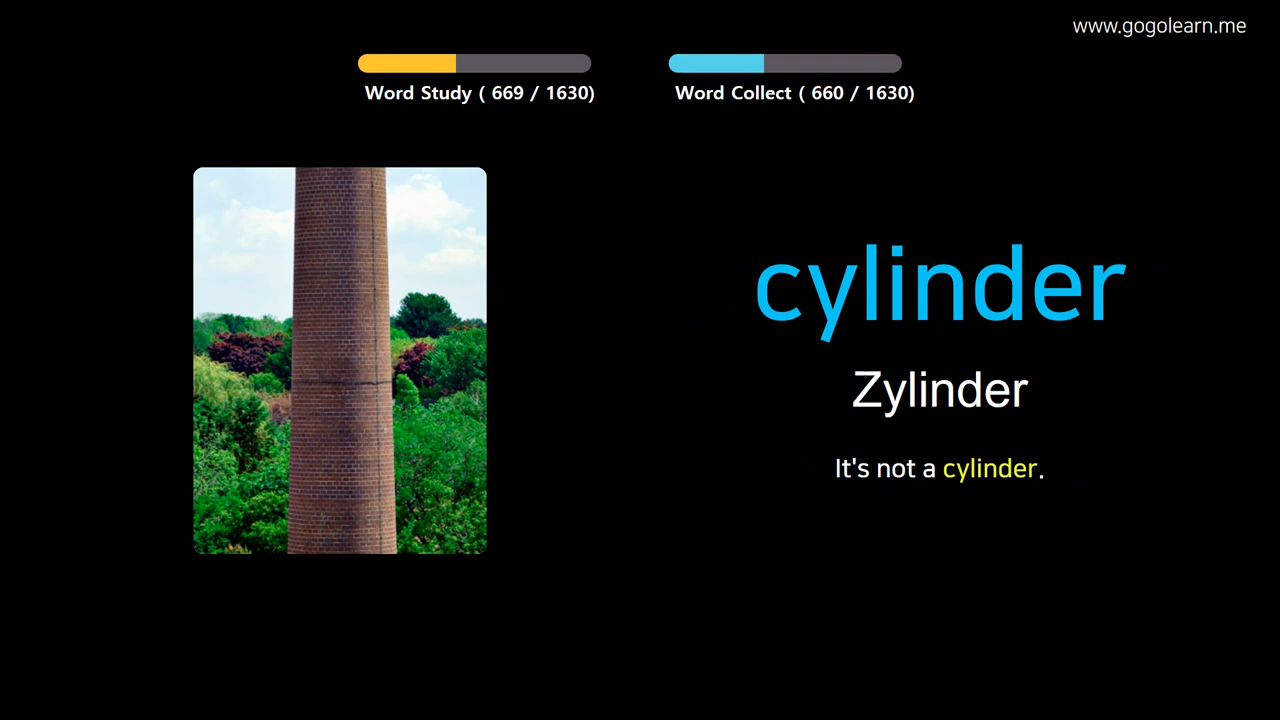 www.gogolearn.me
Word Study ( 669 / 1630)
Word Collect ( 660 / 1630)
cylinder
Zylinder
It's not a cylinder.